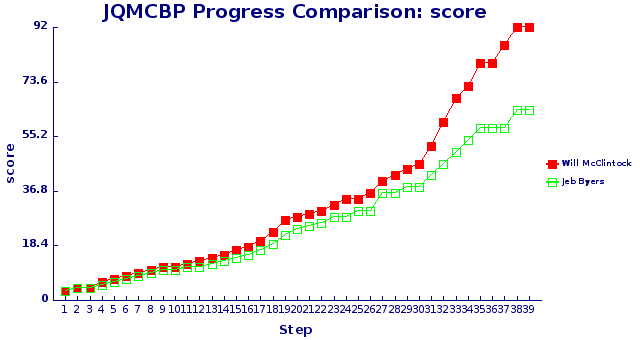 JQMCBP Progress Comparison: score
92
73.6
55.2
36.8
18.4
0
score
1 2 3 4 5 6 7 8 9 10 11 12 13 14 15 16 17 18 19 20 21 22 23 24 25 26 27 28 29 30 31 32 33 34 35 36 37 38 39
Step
Will McClintock
Jeb Byers